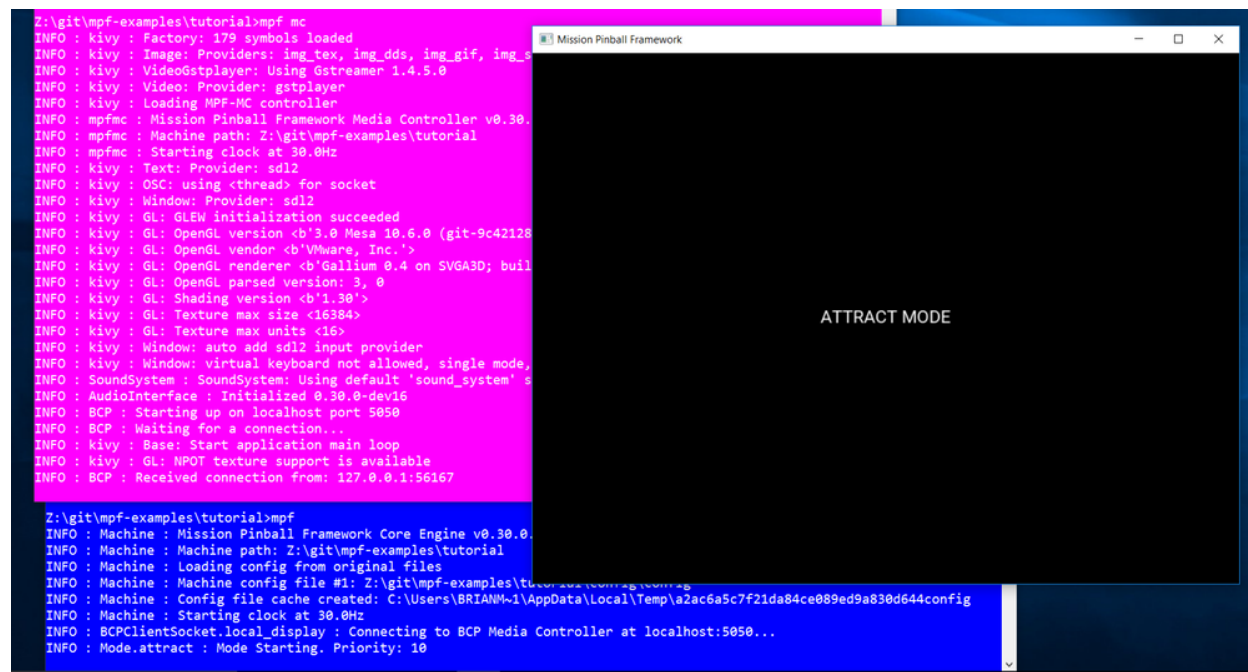 Z:\git\mpf-examples\tutorial>mpf mc
INFO : kivy : Factory: 179 symbols loaded
INFO : kivy : Image: Providers: img_tex, img_dds, img_gif, img_s
INFO : kivy : VideoGstplayer: Using Gstreamer 1.4.5.0
INFO : kivy : Video: Provider: gstplayer
INFO : kivy : Loading MPF-MC controller
INFO : mpfmc : Mission Pinball Framework Media Controller v0.30.
INFO : mpfmc : Machine path: Z:\git\mpf-examples\tutorial
INFO : mpfmc : Starting clock at 30.0Hz
INFO : kivy : Text: Provider: sdl2
INFO : kivy : OSC: using <thread> for socket
INFO : kivy : Window: Provider: sdl2
INFO : kivy : GL: GLEW initialization succeeded
INFO : kivy : GL: OpenGL version <b'3.0 Mesa 10.6.0 (git-9c42128
INFO : kivy : GL: OpenGL vendor <b'VMware, Inc.'>
INFO : kivy : GL: OpenGL renderer <b'Gallium 0.4 on SVGA3D; buil
INFO : kivy : GL: OpenGL parsed version: 3, 0
INFO : kivy : GL: Shading version <b'1.30'>
INFO : kivy : GL: Texture max size <16384>
INFO : kivy : GL: Texture max units <16>
INFO : kivy : Window: auto add sdl2 input provider
INFO : kivy : Window: virtual keyboard not allowed, single mode,
INFO : SoundSystem : SoundSystem: Using default 'sound_system' s
INFO : AudioInterface : Initialized 0.30.0-dev16
INFO : BCP : Starting up on localhost port 5050
INFO : BCP : Waiting for a connection...
INFO : kivy : Base: Start application main loop
INFO : kivy : GL: NPOT texture support is available
INFO : BCP : Received connection from: 127.0.0.1:56167
Mission Pinball Framework
ATTRACT MODE
Z:\git\mpf-examples\tutorial>mpf
INFO : Machine : Mission Pinball Framework Core Engine v0.30.0.
INFO : Machine : Machine path: Z:\git\mpf-examples\tutorial
INFO : Machine : Loading config from original files
INFO : Machine : Machine config file #1: Z:\git\mpf-examples\tutorial\config\config
INFO : Machine : Config file cache created: C:\Users\BRIANM~1\AppData\Local\Temp\a2ac6a5c7f21da84ce089ed9a830d644config
INFO : Machine : Starting clock at 30.0Hz
INFO : BCPClientSocket.local_display : Connecting to BCP Media Controller at localhost:5050...
INFO : Mode.attract : Mode Starting. Priority: 10